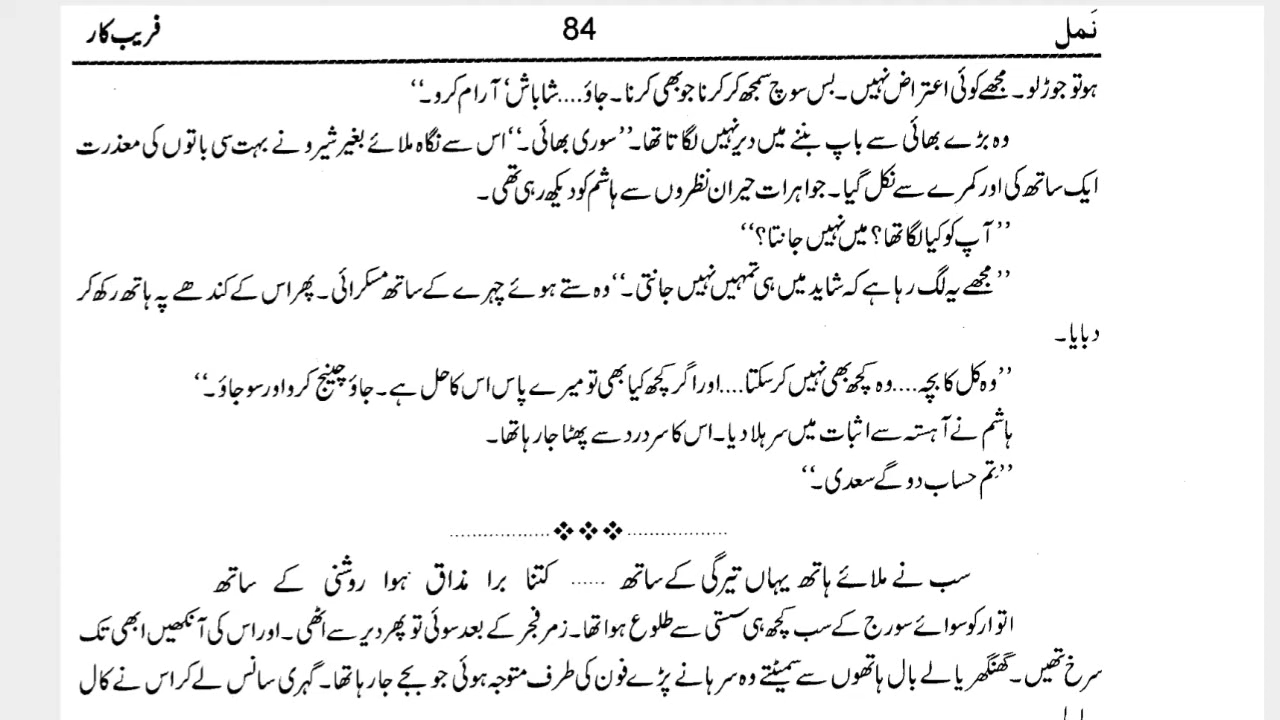 نَمل 84 فریب کار
ہو تو جوڑ لو۔ مجھے کوئی اعتراض نہیں۔ بس سوچ سمجھ کر کرنا جو بھی کرنا۔ جاؤ.... شاباش' آرام کرو۔‘‘
وہ بڑے بھائی سے باپ بننے میں دیر نہیں لگاتا تھا۔ ’’سوری بھائی۔‘‘ اس سے نگاہ ملائے بغیر شیرو نے بہت سی باتوں کی معذرت
ایک ساتھ کی اور کمرے سے نکل گیا۔ جواہرات حیران نظروں سے ہاشم کو دیکھ رہی تھی۔
’’آپ کو کیا لگا تھا؟ میں نہیں جانتا؟‘‘
’’مجھے یہ لگ رہا ہے کہ شاید میں ہی تمہیں نہیں جانتی۔‘‘ وہ ستے ہوئے چہرے کے ساتھ مسکرائی۔ پھر اس کے کندھے پہ ہاتھ رکھ کر
دبایا۔
’’وہ کل کا بچہ.... وہ کچھ بھی نہیں کر سکتا.... اور اگر کچھ کیا بھی تو میرے پاس اس کا حل ہے۔ جاؤ چینج کرو اور سو جاؤ۔‘‘
ہاشم نے آہستہ سے اثبات میں سر ہلا دیا۔ اس کا سر درد سے پھٹا جا رہا تھا۔
’’تم حساب دو گے سعدی۔‘‘
.................❖❖❖.................
سب نے ملائے ہاتھ یہاں تیرگی کے ساتھ ...... کتنا برا مذاق ہوا روشنی کے ساتھ
اتوار کو سوائے سورج کے سب کچھ ہی سستی سے طلوع ہوا تھا۔ زمر فجر کے بعد سوئی تو پھر دیر سے اٹھی۔ اور اس کی آنکھیں ابھی تک
سرخ تھیں۔ گھنگھریالے بال ہاتھوں سے سمیٹتے وہ سرہانے پڑے فون کی طرف متوجہ ہوئی جو بجے جا رہا تھا۔ گہری سانس لے کر اس نے کال